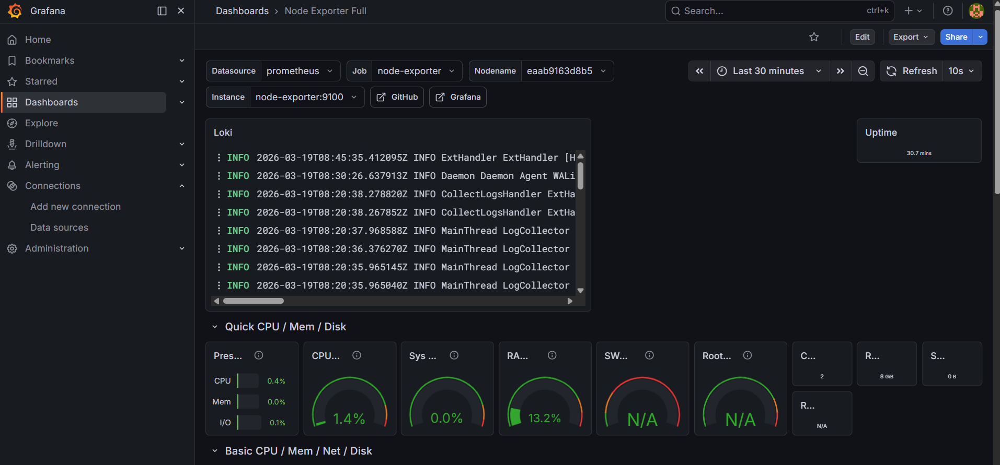 Grafana
Dashboards › Node Exporter Full
Search... ctrl+k
Edit Export Share
Home
Bookmarks
Starred
Dashboards
Explore
Drilldown
Alerting
Connections
Add new connection
Data sources
Administration
Datasource prometheus Job node-exporter Nodename eaab9163d8b5 Last 30 minutes Refresh 10s
Instance node-exporter:9100 GitHub Grafana
Loki
INFO 2026-03-19T08:45:35.412095Z INFO ExtHandler ExtHandler [H
INFO 2026-03-19T08:30:26.637913Z INFO Daemon Daemon Agent WALi
INFO 2026-03-19T08:20:38.278820Z INFO CollectLogsHandler ExtHa
INFO 2026-03-19T08:20:38.267852Z INFO CollectLogsHandler ExtHa
INFO 2026-03-19T08:20:37.968588Z INFO MainThread LogCollector
INFO 2026-03-19T08:20:36.376270Z INFO MainThread LogCollector
INFO 2026-03-19T08:20:35.965145Z INFO MainThread LogCollector
INFO 2026-03-19T08:20:35.965040Z INFO MainThread LogCollector
Uptime
30.7 mins
Quick CPU / Mem / Disk
Pres...
CPU 0.4%
Mem 0.0%
I/O 0.1%
CPU...
1.4%
Sys ...
0.0%
RA...
13.2%
SW...
N/A
Root...
N/A
C...
2
R...
8 GiB
S...
0 B
R...
N/A
Basic CPU / Mem / Net / Disk